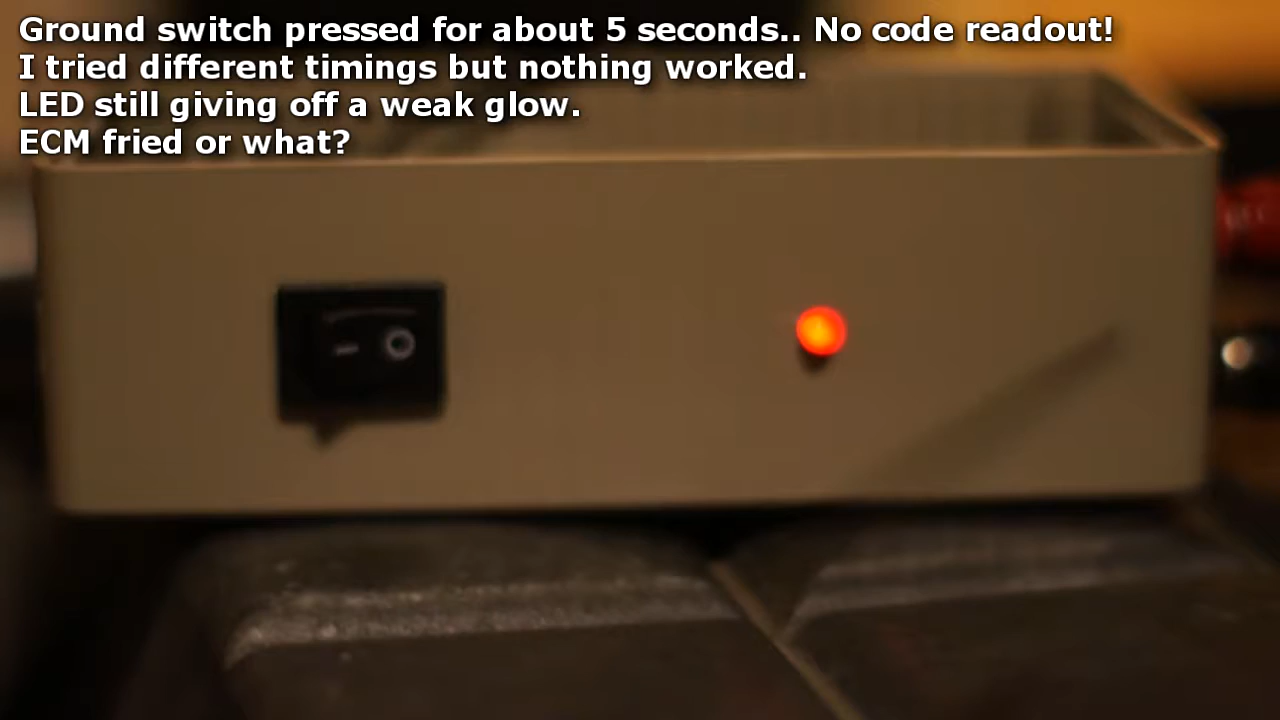 Ground switch pressed for about 5 seconds.. No code readout!
I tried different timings but nothing worked.
LED still giving off a weak glow.
ECM fried or what?